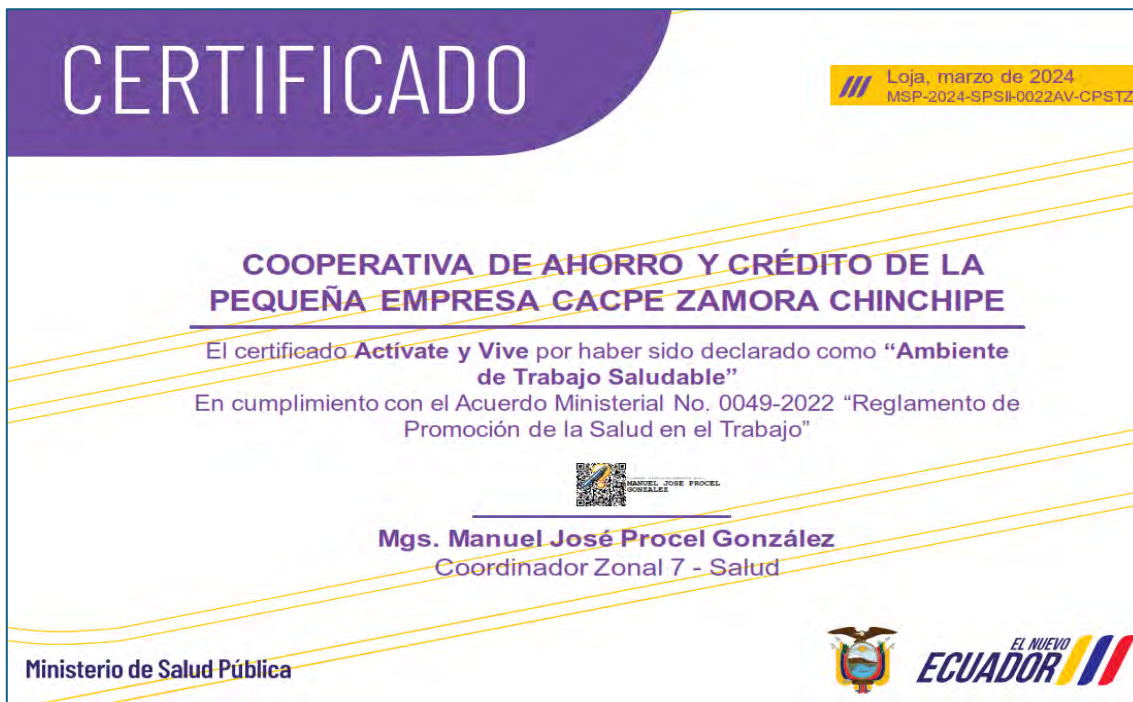 CERTIFICADO
Loja, marzo de 2024
MSP-2024-SPSII-0022AV-CPSTZ
COOPERATIVA DE AHORRO Y CRÉDITO DE LA
PEQUEÑA EMPRESA CACPE ZAMORA CHINCHIPE
El certificado Actívate y Vive por haber sido declarado como “Ambiente
de Trabajo Saludable”
En cumplimiento con el Acuerdo Ministerial No. 0049-2022 “Reglamento de
Promoción de la Salud en el Trabajo”
MANUEL JOSE PROCEL
GONZALEZ
Mgs. Manuel José Procel González
Coordinador Zonal 7 - Salud
Ministerio de Salud Pública
EL NUEVO
ECUADOR